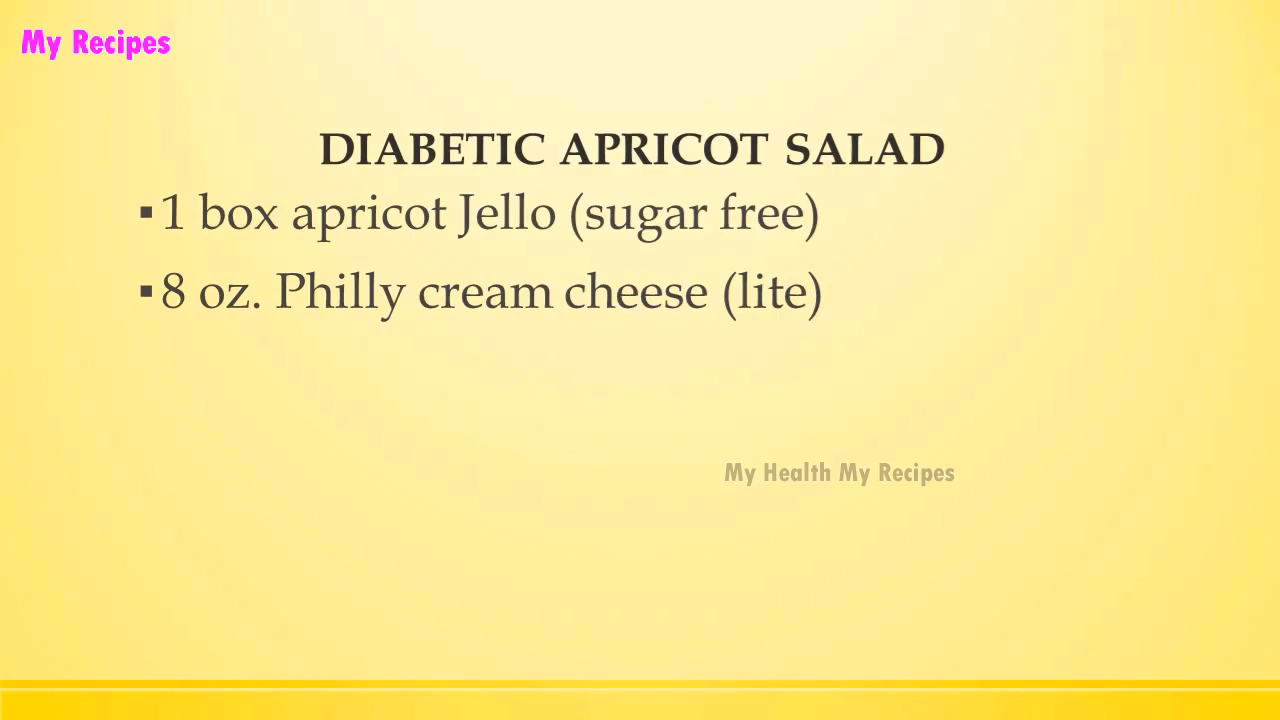 My Recipes
DIABETIC APRICOT SALAD
▪1 box apricot Jello (sugar free)
▪8 oz. Philly cream cheese (lite)
My Health My Recipes